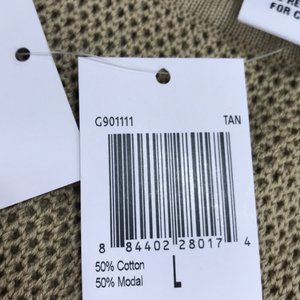 FOR C
G901111 TAN
8 84402 28017 4
50% Cotton
50% Modal
L